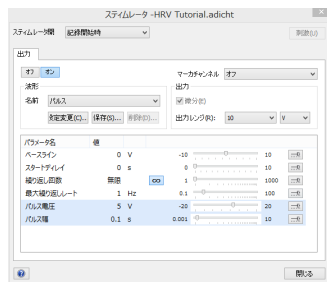 スティムレータ -HRV Tutorial.adicht
スティムレータ開 記録開始時 刺激(U)
出力
オフ オン
マーカチャンネル オフ
波形
名前 パルス
設定変更(C)... 保存(S)... 削除(D)...
出力
微分(E)
出力レンジ(R): 10 V
パラメータ名 値
ベースライン 0 V -10 10
スタートディレイ 0 s 0 10
繰り返し回数 無限 ∞ 1 1000
最大繰り返しレート 1 Hz 0.1 100
パルス電圧 5 V -20 20
パルス幅 0.1 s 0.001 10
閉じる